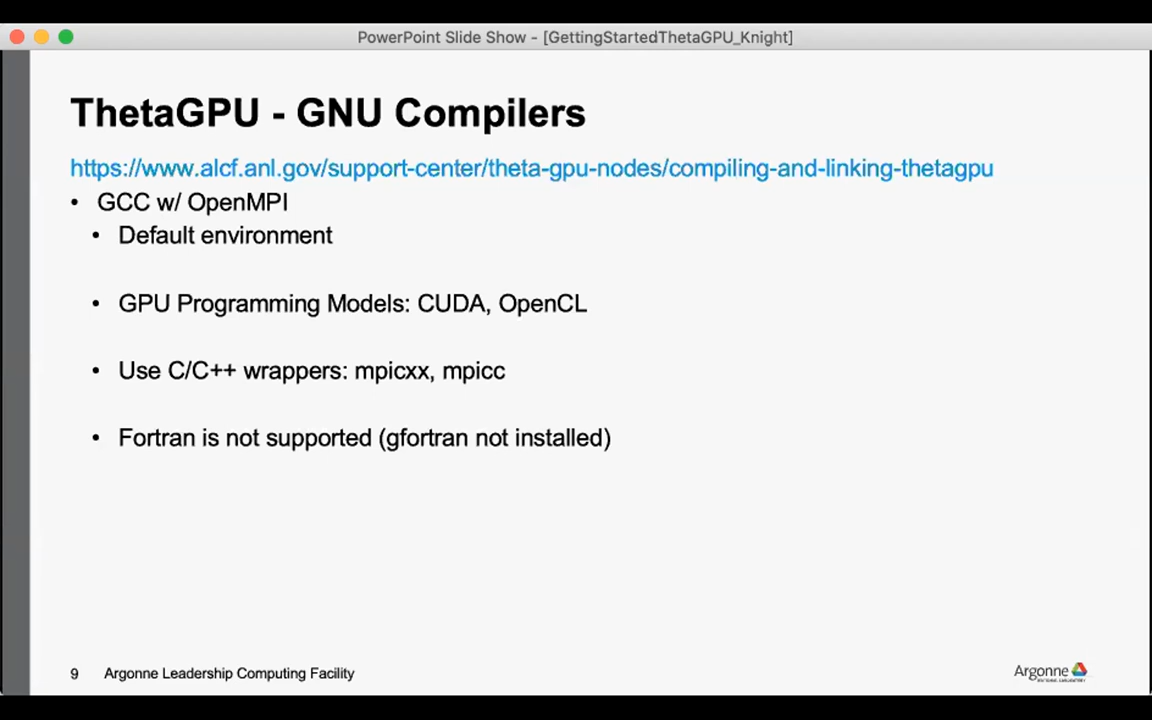 PowerPoint Slide Show - [GettingStartedThetaGPU_Knight]
ThetaGPU - GNU Compilers
https://www.alcf.anl.gov/support-center/theta-gpu-nodes/compiling-and-linking-thetagpu
• GCC w/ OpenMPI
• Default environment
• GPU Programming Models: CUDA, OpenCL
• Use C/C++ wrappers: mpicxx, mpicc
• Fortran is not supported (gfortran not installed)
9 Argonne Leadership Computing Facility
Argonne